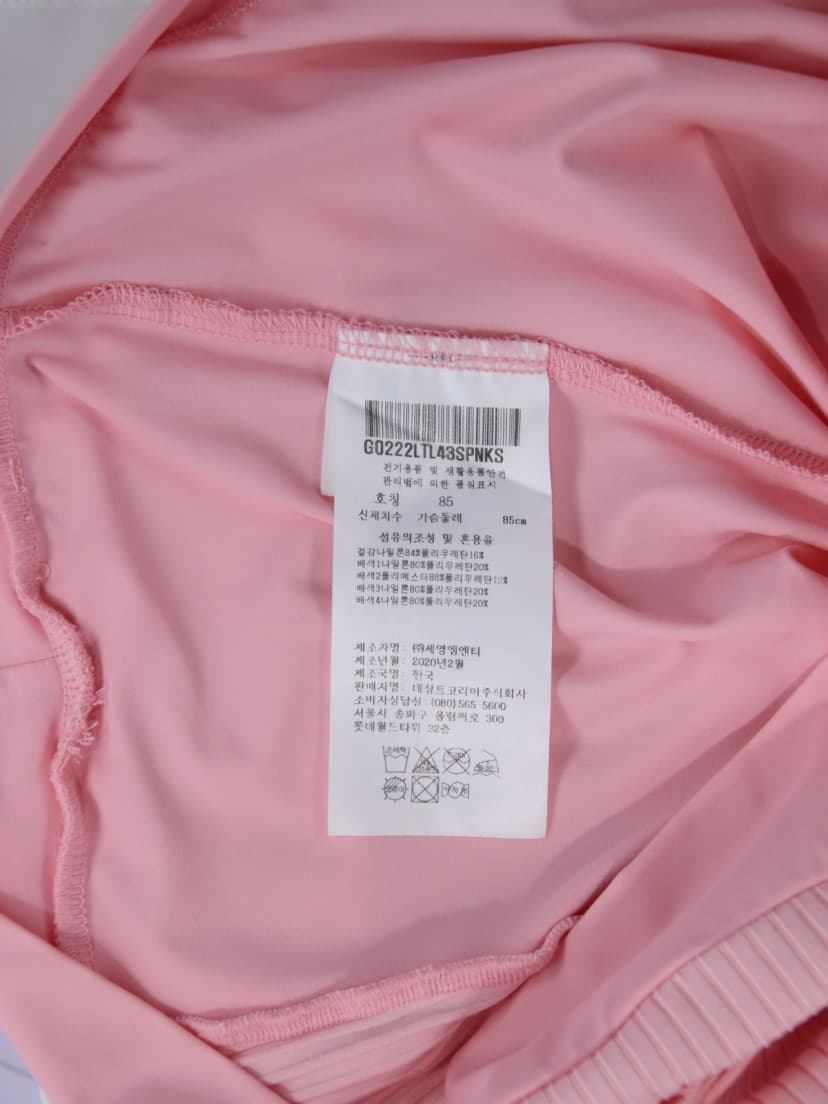 G0222LTL43SPNKS
전기용품 및 생활용품안전
관리법에 의한 품질표시
호칭 85
신체치수 가슴둘레 85cm
섬유의조성 및 혼용율
겉감나일론84%폴리우레탄16%
배색1나일론80%폴리우레탄20%
배색2폴리에스터88%폴리우레탄12%
배색3나일론80%폴리우레탄20%
배색4나일론80%폴리우레탄20%
제조자명: ㈜세영엠엔티
제조년월: 2020년2월
제조국명: 한국
판매자명: 데상트코리아주식회사
소비자상담실: (080)565-5600
서울시 송파구 올림픽로 300
롯데월드타워 32층
손세탁